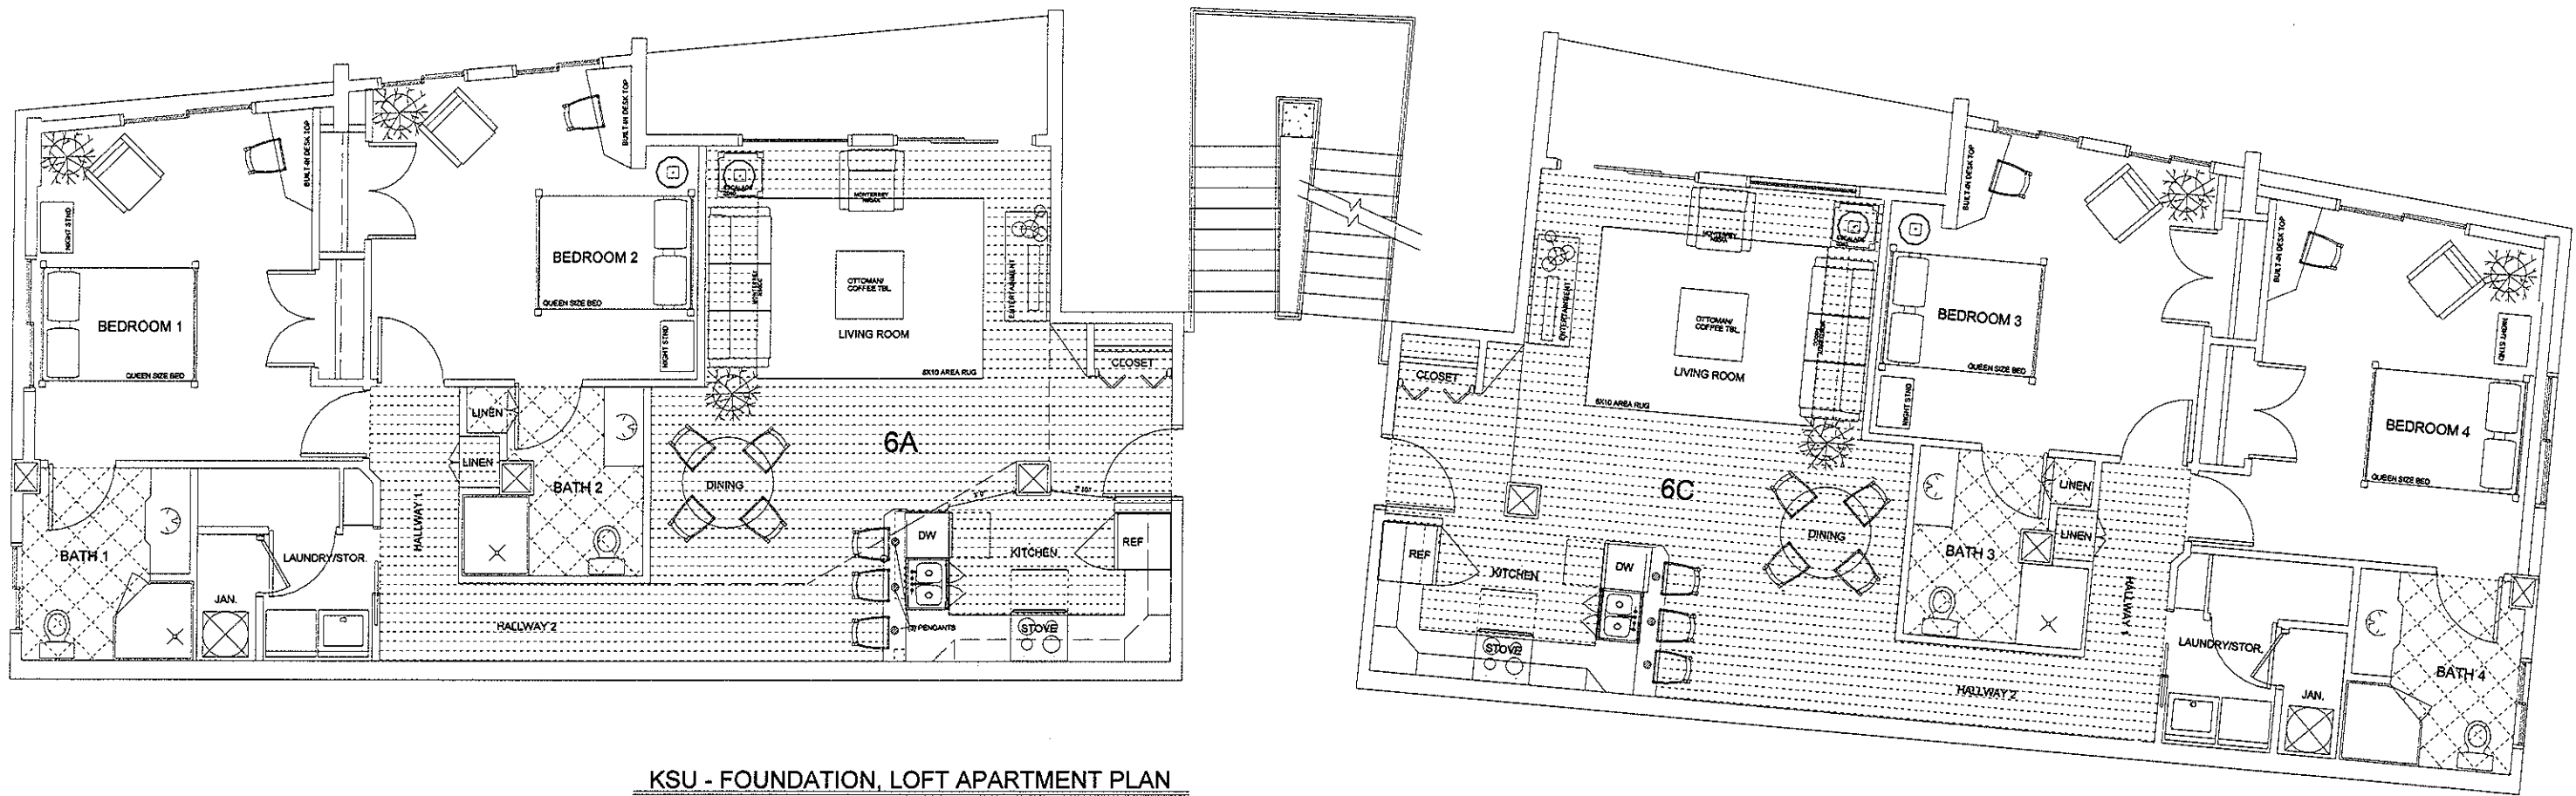 BUILT-IN DESK TOP
BUILT-IN DESK TOP
NIGHT STND
BEDROOM 1
QUEEN SIZE BED
BEDROOM 2
QUEEN SIZE BED
NIGHT STND
OTTOMAN/
COFFEE TBL.
ENTERTAINMENT
LIVING ROOM
8X10 AREA RUG
CLOSET
LINEN
LINEN
6A
DINING
BATH 1
BATH 2
HALLWAY 1
LAUNDRY/STOR.
JAN.
HALLWAY 2
DW
KITCHEN
REF
2' 10"
(3) PENDANTS
STOVE
BUILT-IN DESK TOP
BUILT-IN DESK TOP
ENTERTAINMENT
OTTOMAN/
COFFEE TBL.
LIVING ROOM
8X10 AREA RUG
CLOSET
BEDROOM 3
QUEEN SIZE BED
NIGHT STND
NIGHT STND
BEDROOM 4
QUEEN SIZE BED
6C
DINING
LINEN
LINEN
BATH 3
REF
KITCHEN
DW
STOVE
HALLWAY 1
HALLWAY 2
LAUNDRY/STOR.
JAN.
BATH 4
KSU - FOUNDATION, LOFT APARTMENT PLAN